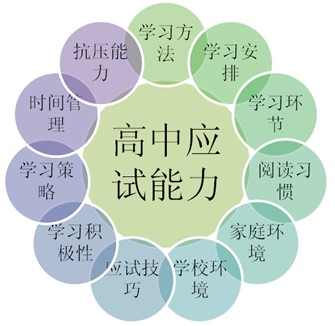 高中应
试能力
学习方
法
学习安
排
学习环
节
阅读习
惯
家庭环
境
学校环
境
应试技
巧
学习积
极性
学习策
略
时间管
理
抗压能
力